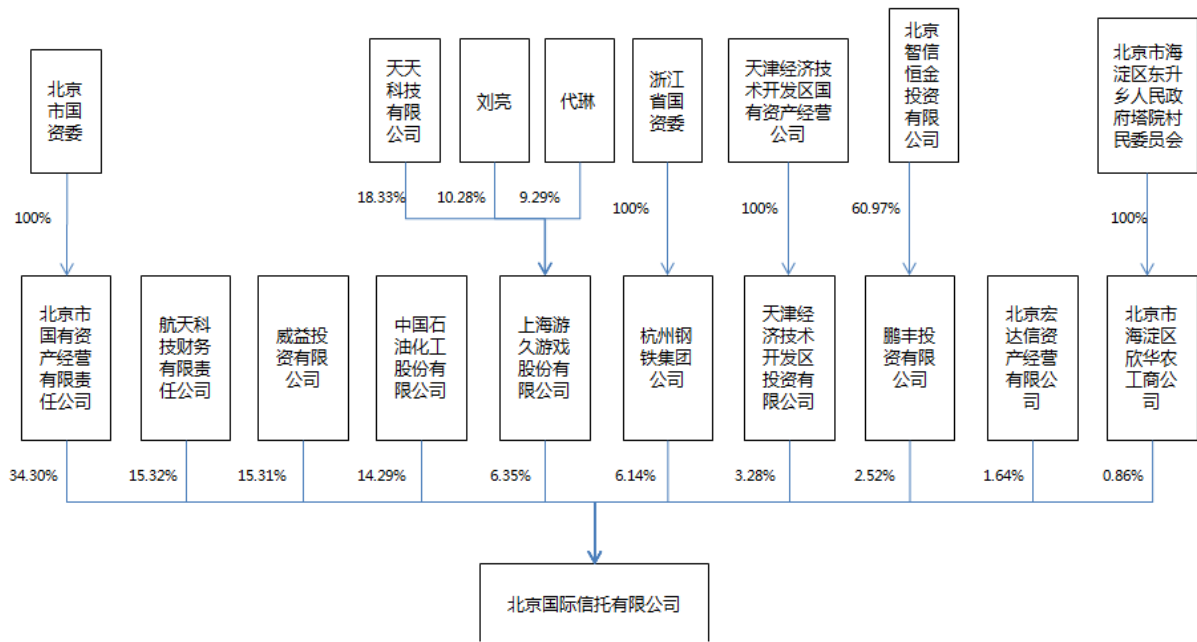 北京
市国
资委
天天
科技
有限
公司
刘亮
代琳
浙江
省国
资委
天津经济技
术开发区国
有资产经营
公司
北京
智信
恒金
投资
有限
公司
北京市海
淀区东升
乡人民政
府塔院村
民委员会
100%
18.33%
10.28%
9.29%
100%
100%
60.97%
100%
北京市
国有资
产经营
有限责
任公司
航天科
技财务
有限责
任公司
威益投
资有限
公司
中国石
油化工
股份有
限公司
上海游
久游戏
股份有
限公司
杭州钢
铁集团
公司
天津经
济技术
开发区
投资有
限公司
鹏丰投
资有限
公司
北京宏
达信资
产经营
有限公
司
北京市
海淀区
欣华农
工商公
司
34.30%
15.32%
15.31%
14.29%
6.35%
6.14%
3.28%
2.52%
1.64%
0.86%
北京国际信托有限公司